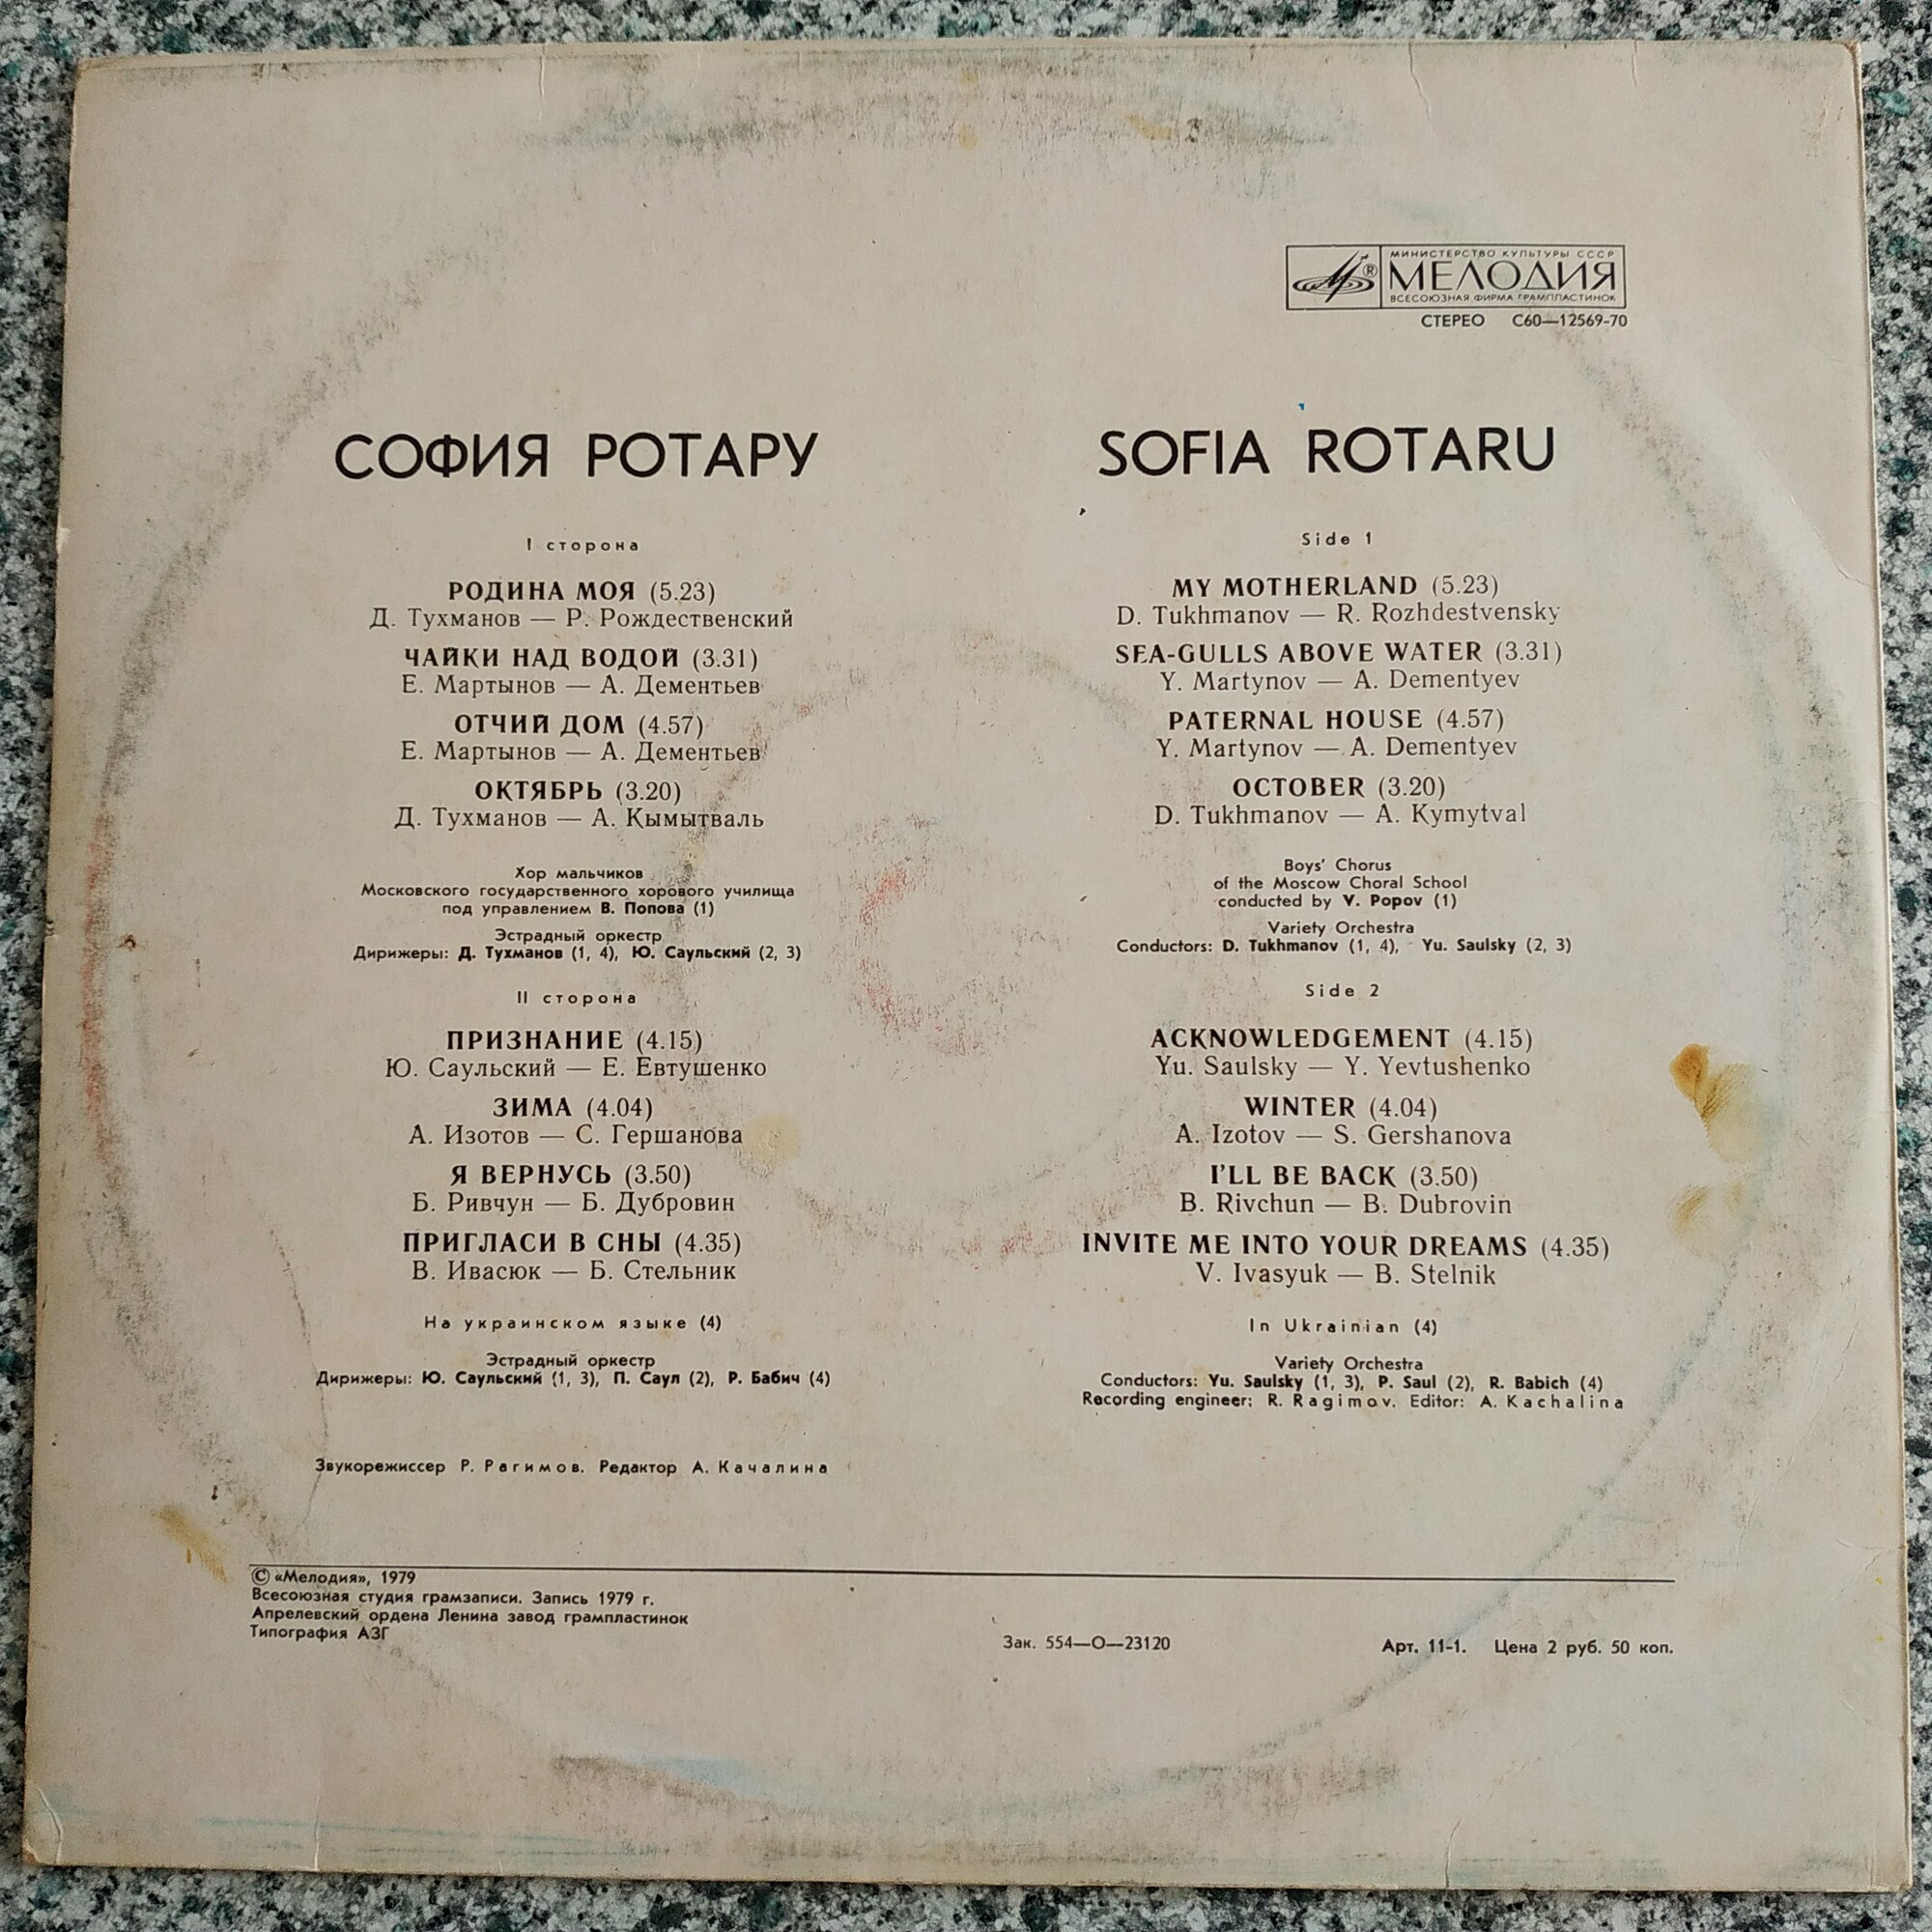 МИНИСТЕРСТВО КУЛЬТУРЫ СССР
МЕЛОДИЯ
ВСЕСОЮЗНАЯ ФИРМА ГРАМПЛАСТИНОК
СТЕРЕО С60—12569-70
СОФИЯ РОТАРУ
I сторона
РОДИНА МОЯ (5.23)
Д. Тухманов — Р. Рождественский
ЧАЙКИ НАД ВОДОЙ (3.31)
Е. Мартынов — А. Дементьев
ОТЧИЙ ДОМ (4.57)
Е. Мартынов — А. Дементьев
ОКТЯБРЬ (3.20)
Д. Тухманов — А. Кымытваль
Хор мальчиков
Московского государственного хорового училища
под управлением В. Попова (1)
Эстрадный оркестр
Дирижеры: Д. Тухманов (1, 4), Ю. Саульский (2, 3)
II сторона
ПРИЗНАНИЕ (4.15)
Ю. Саульский — Е. Евтушенко
ЗИМА (4.04)
А. Изотов — С. Гершанова
Я ВЕРНУСЬ (3.50)
Б. Ривчун — Б. Дубровин
ПРИГЛАСИ В СНЫ (4.35)
В. Ивасюк — Б. Стельник
На украинском языке (4)
Эстрадный оркестр
Дирижеры: Ю. Саульский (1, 3), П. Саул (2), Р. Бабич (4)
Звукорежиссер Р. Рагимов. Редактор А. Качалина
SOFIA ROTARU
Side 1
MY MOTHERLAND (5.23)
D. Tukhmanov — R. Rozhdestvensky
SEA-GULLS ABOVE WATER (3.31)
Y. Martynov — A. Dementyev
PATERNAL HOUSE (4.57)
Y. Martynov — A. Dementyev
OCTOBER (3.20)
D. Tukhmanov — A. Kymytval
Boys' Chorus
of the Moscow Choral School
conducted by V. Popov (1)
Variety Orchestra
Conductors: D. Tukhmanov (1, 4), Yu. Saulsky (2, 3)
Side 2
ACKNOWLEDGEMENT (4.15)
Yu. Saulsky — Y. Yevtushenko
WINTER (4.04)
A. Izotov — S. Gershanova
I'LL BE BACK (3.50)
B. Rivchun — B. Dubrovin
INVITE ME INTO YOUR DREAMS (4.35)
V. Ivasyuk — B. Stelnik
In Ukrainian (4)
Variety Orchestra
Conductors: Yu. Saulsky (1, 3), P. Saul (2), R. Babich (4)
Recording engineer: R. Ragimov. Editor: A. Kachalina
© «Мелодия», 1979
Всесоюзная студия грамзаписи. Запись 1979 г.
Апрелевский ордена Ленина завод грампластинок
Типография АЗГ
Зак. 554—О—23120
Арт. 11-1. Цена 2 руб. 50 коп.